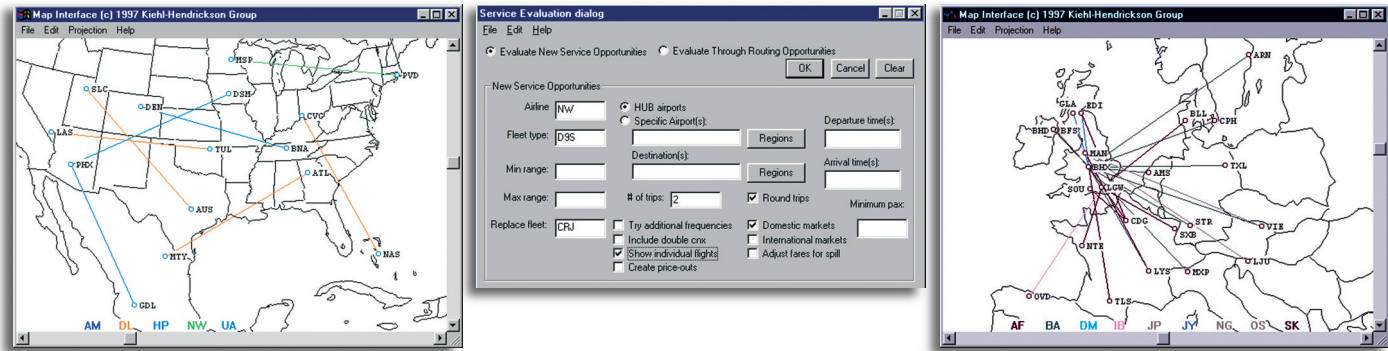 Map Interface (c) 1997 Kiehl-Hendrickson Group
File Edit Projection Help
MSP
PVD
SLC
DSM
DEN
CVG
LAS
TUL
BNA
PHX
ATL
AUS
MTY
NAS
GDL
AM DL HP NW UA
Service Evaluation dialog
File Edit Help
Evaluate New Service Opportunities Evaluate Through Routing Opportunities
OK Cancel Clear
New Service Opportunities
Airline NW HUB airports
Specific Airport(s): Departure time(s):
Fleet type: D9S Regions
Destination(s): Arrival time(s):
Min range: Regions
Max range: # of trips: 2 Round trips Minimum pax:
Replace fleet: CRJ Try additional frequencies Domestic markets
Include double cnx International markets
Show individual flights Adjust fares for spill
Create price-outs
Map Interface (c) 1997 Kiehl-Hendrickson Group
File Edit Projection Help
ARN
GLA EDI
BLL CPH
BHD BFS
MAN
BHX TXL
AMS
SOU LGW
CDG STR VIE
SXB
NTE
LJU
LYS MXP
OVD TLS
AF BA DM IB JP JY NG OS SK